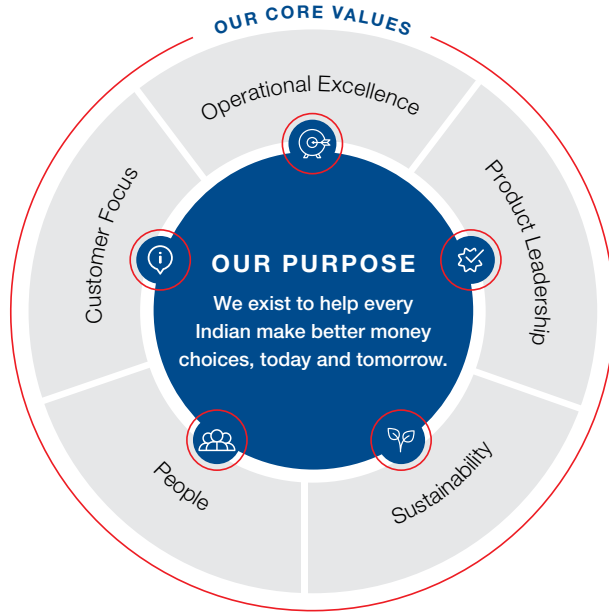 OUR CORE VALUES
Operational Excellence
Customer Focus
Product Leadership
OUR PURPOSE
We exist to help every
Indian make better money
choices, today and tomorrow.
People
Sustainability